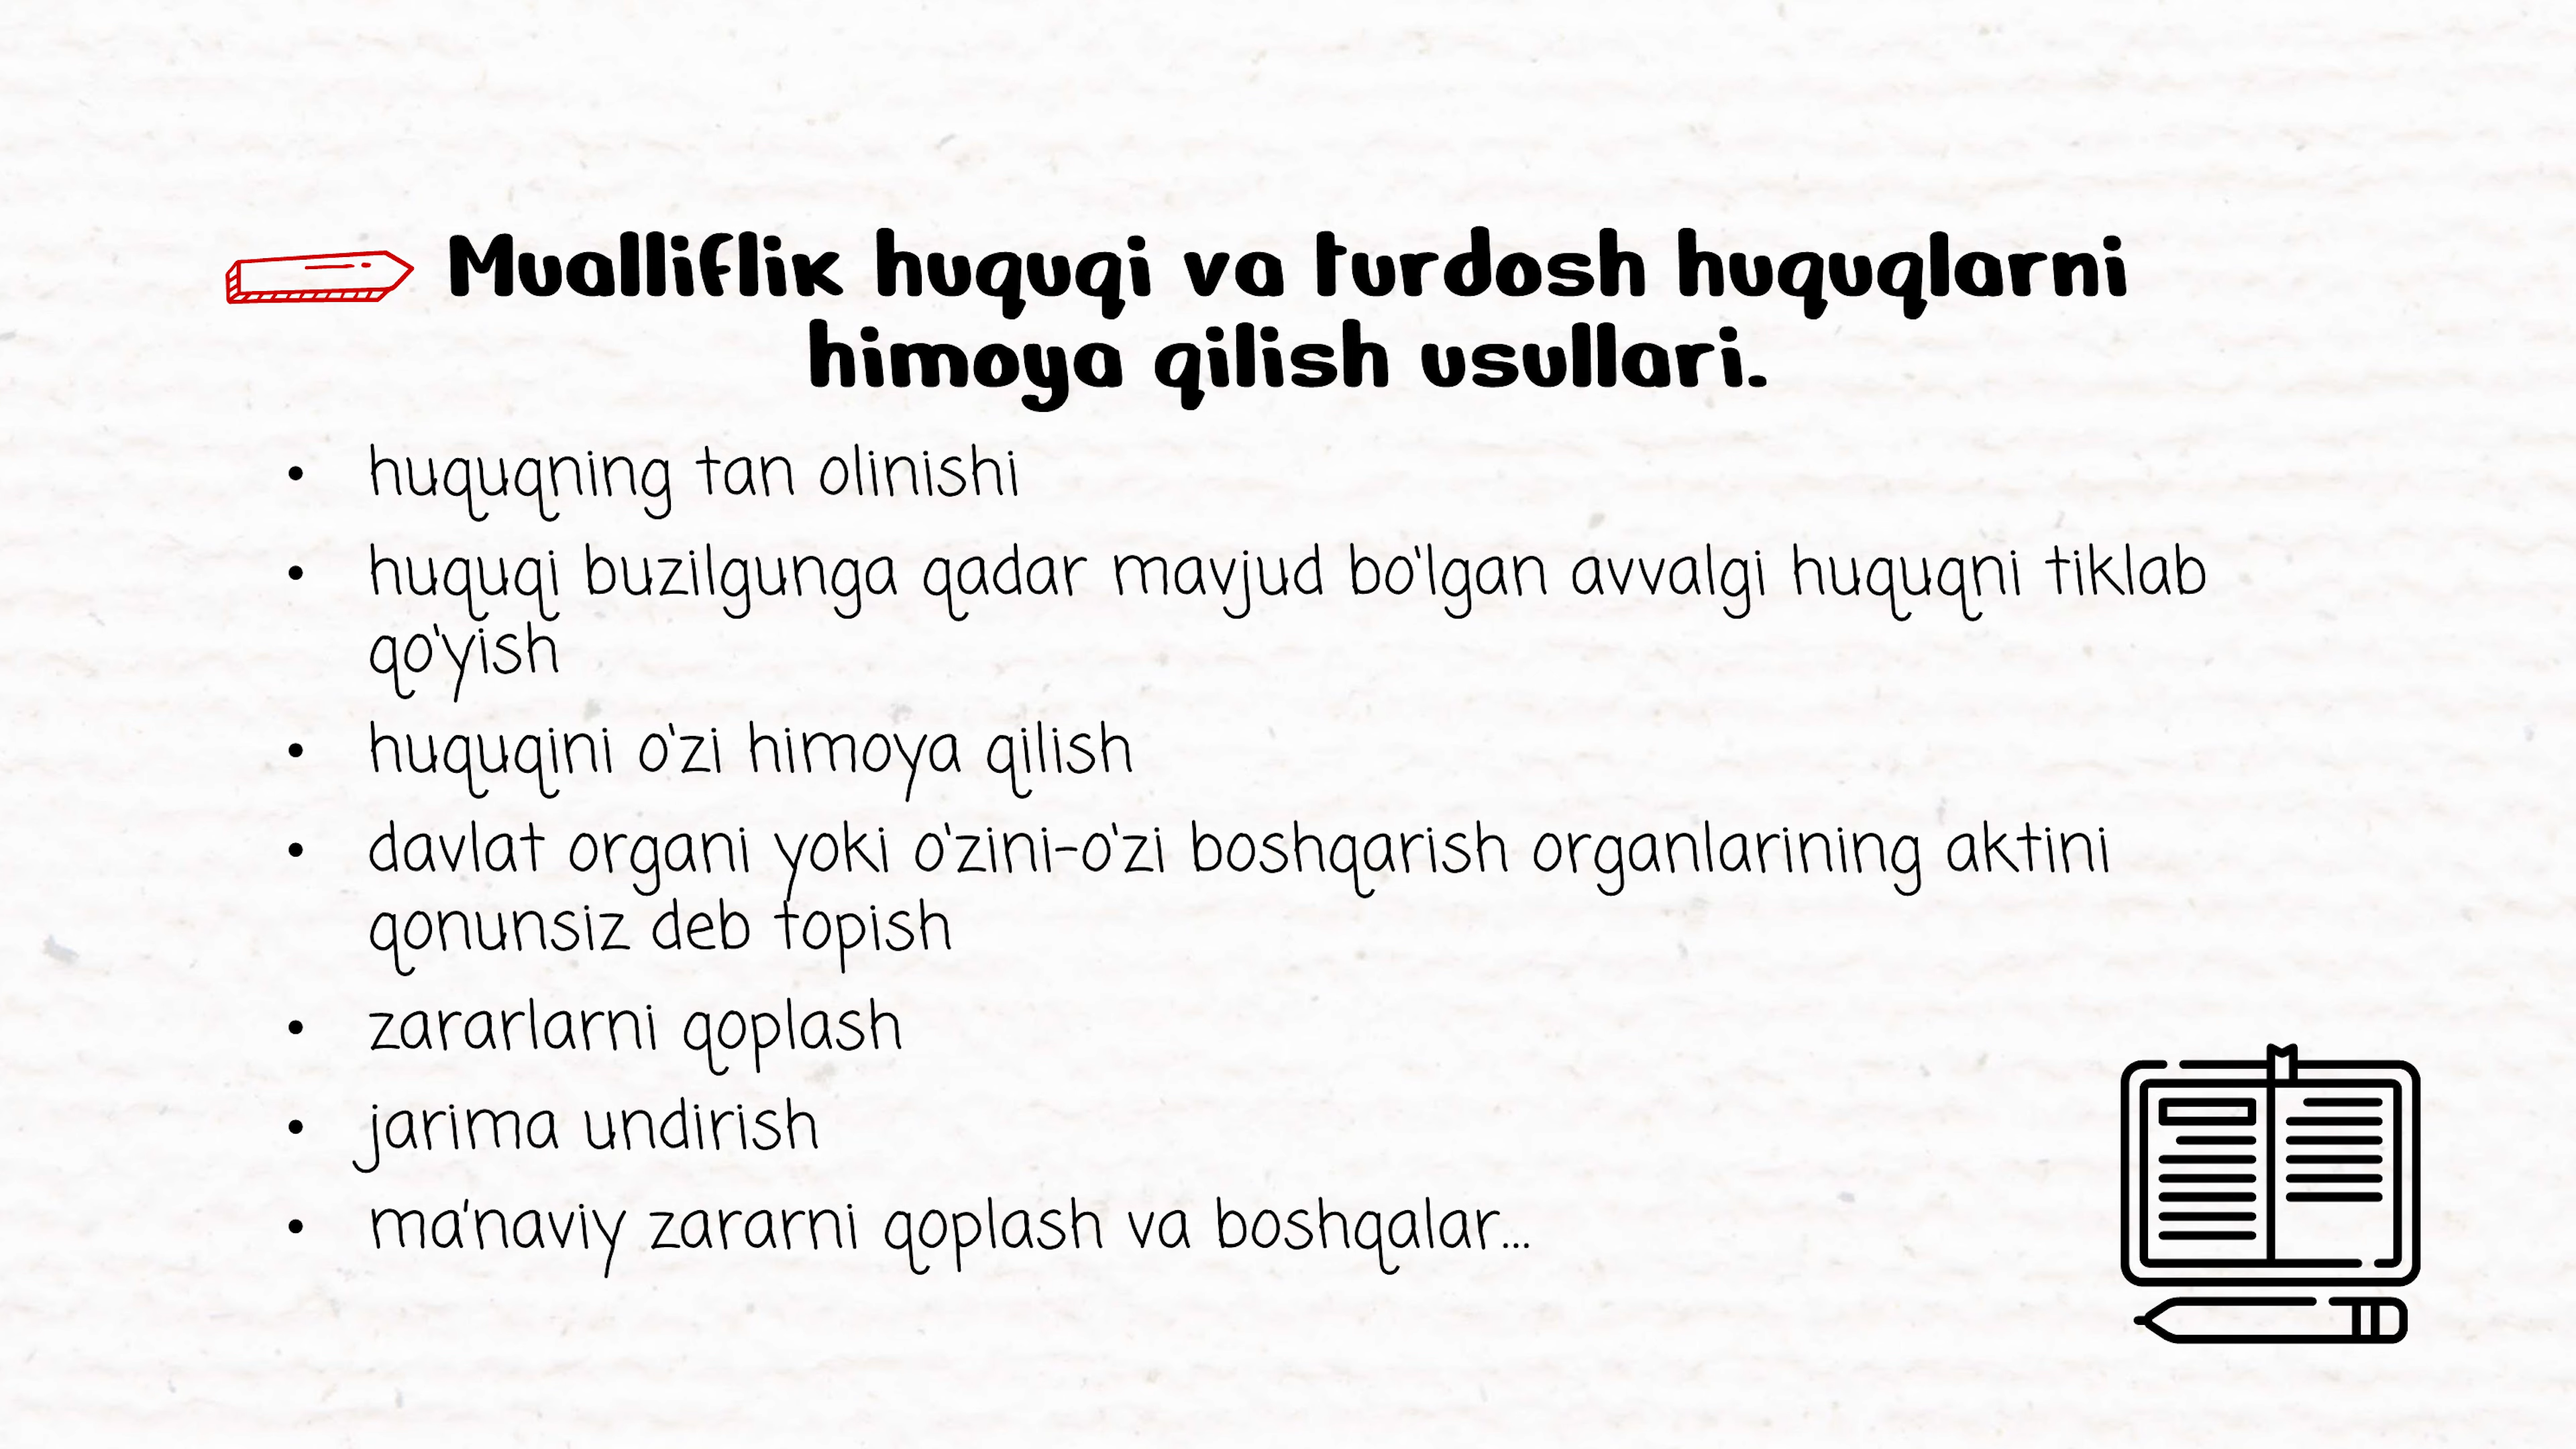 Mualliflik huquqi va turdosh huquqlarni
himoya qilish usullari.
• huquqning tan olinishi
• huquqi buzilgunga qadar mavjud bo'lgan avvalgi huquqni tiklab
qo'yish
• huquqini o'zi himoya qilish
• davlat organi yoki o'zini-o'zi boshqarish organlarining aktini
qonunsiz deb topish
• zararlarni qoplash
• jarima undirish
• ma'naviy zararni qoplash va boshqalar...